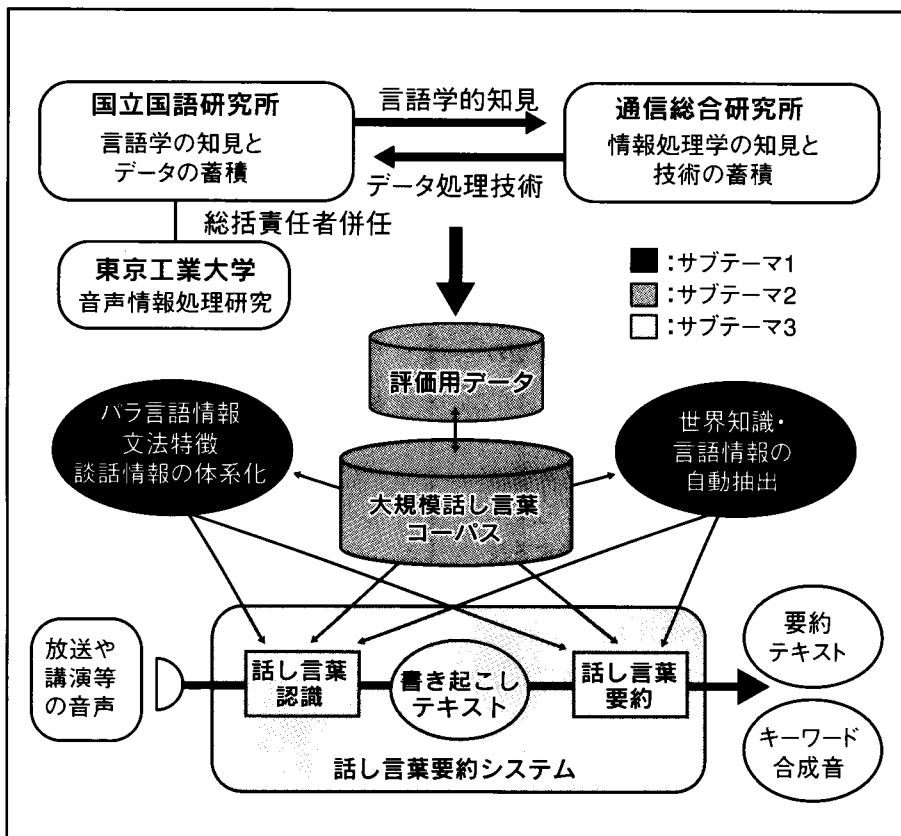 国立国語研究所
言語学の知見と
データの蓄積
言語学的知見
データ処理技術
通信総合研究所
情報処理学の知見と
技術の蓄積
総括責任者併任
東京工業大学
音声情報処理研究
:サブテーマ1
:サブテーマ2
:サブテーマ3
評価用データ
パラ言語情報
文法特徴
談話情報の体系化
世界知識・
言語情報の
自動抽出
大規模話し言葉
コーパス
放送や
講演等
の音声
話し言葉
認識
書き起こし
テキスト
話し言葉
要約
話し言葉要約システム
要約
テキスト
キーワード
合成音